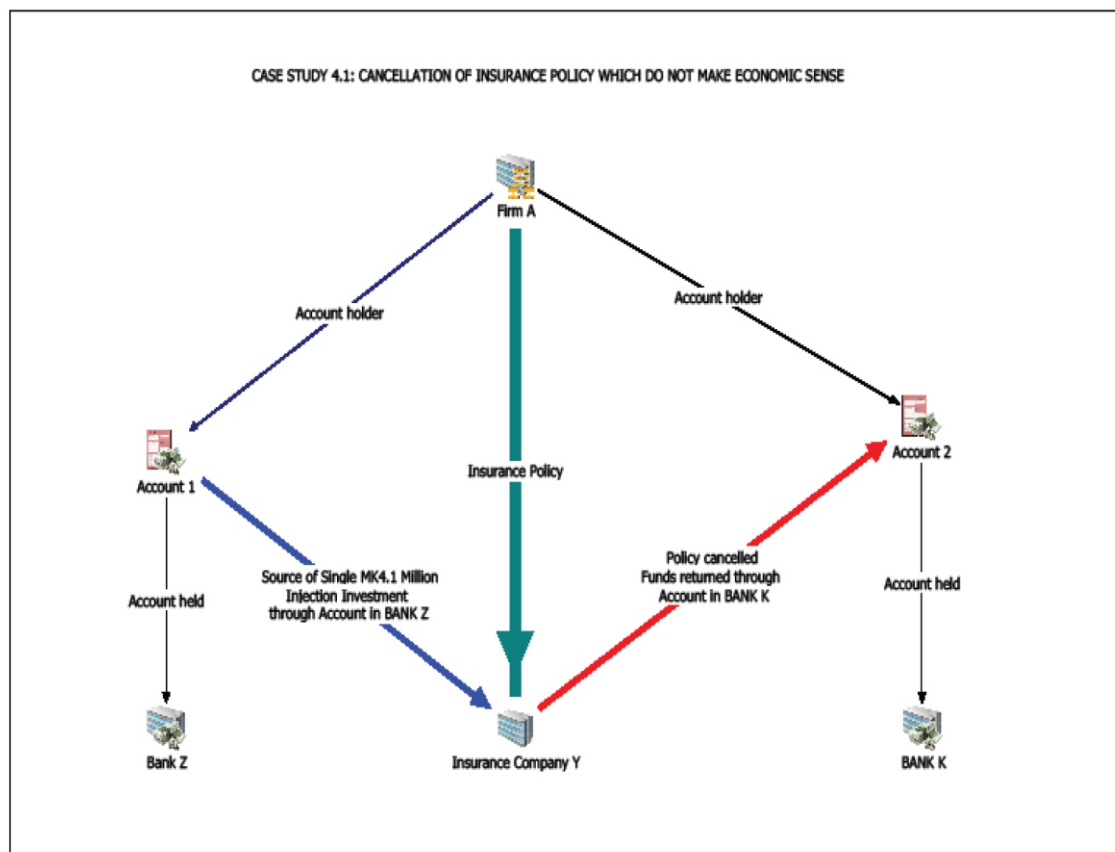 CASE STUDY 4.1: CANCELLATION OF INSURANCE POLICY WHICH DO NOT MAKE ECONOMIC SENSE
Firm A
Account holder
Account holder
Account 1
Insurance Policy
Account 2
Source of Single MK4.1 Million
Injection Investment
through Account in BANK Z
Policy cancelled
Funds returned through
Account in BANK K
Account held
Account held
Bank Z
Insurance Company Y
BANK K